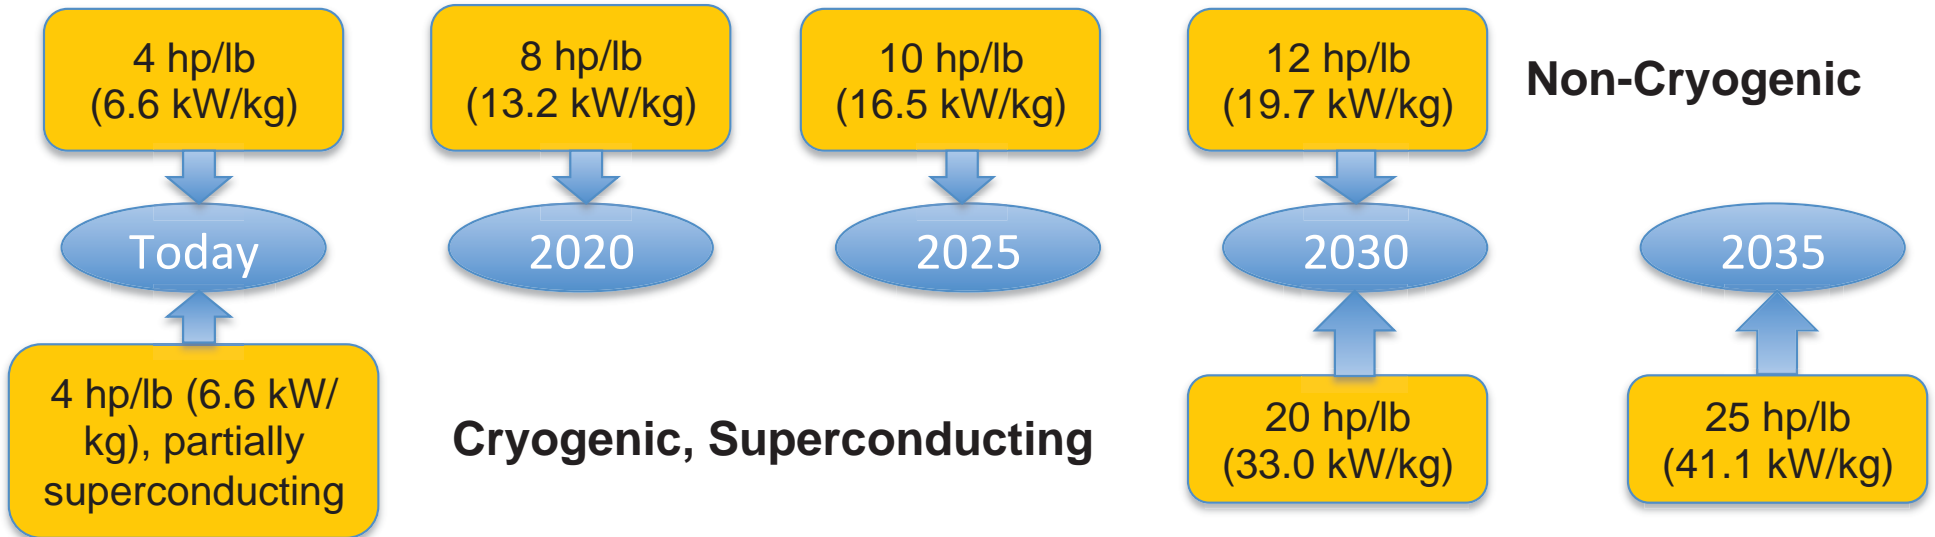 4 hp/lb
(6.6 kW/kg)
8 hp/lb
(13.2 kW/kg)
10 hp/lb
(16.5 kW/kg)
12 hp/lb
(19.7 kW/kg)
Non-Cryogenic
Today
2020
2025
2030
2035
4 hp/lb (6.6 kW/
kg), partially
superconducting
Cryogenic, Superconducting
20 hp/lb
(33.0 kW/kg)
25 hp/lb
(41.1 kW/kg)